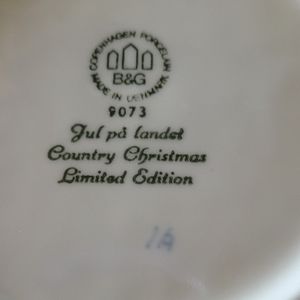 COPENHAGEN PORCELAIN
B&G
MADE IN DENMARK
9073
Jul på landet
Country Christmas
Limited Edition